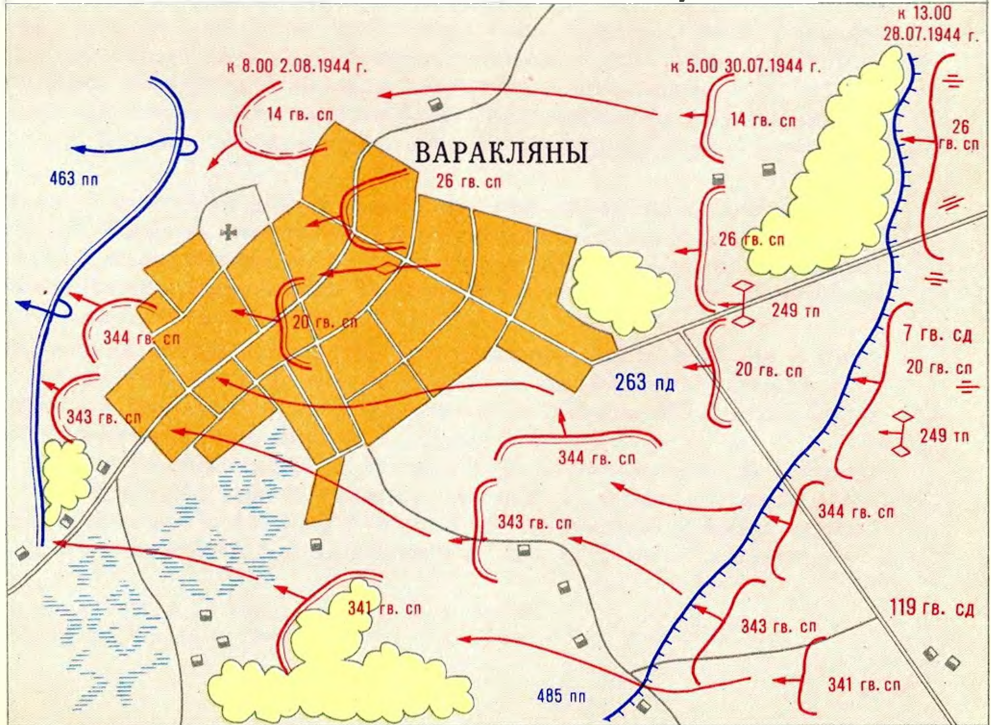 к 13.00
28.07.1944 г.
к 8.00 2.08.1944 г.
к 5.00 30.07.1944 г.
14 гв. сп
14 гв. сп
26
гв. сп
ВАРАКЛЯНЫ
463 пп
26 гв. сп
26 гв. сп
249 тп
20 гв. сп
344 гв. сп
7 гв. сд
20 гв. сп
20 гв. сп
263 пд
343 гв. сп
249 тп
344 гв. сп
344 гв. сп
343 гв. сп
341 гв. сп
119 гв. сд
343 гв. сп
341 гв. сп
485 пп